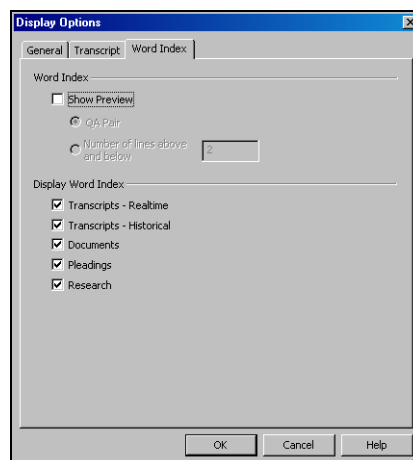 Display Options
General Transcript Word Index
Word Index
Show Preview
QA Pair
Number of lines above
and below 2
Display Word Index
Transcripts - Realtime
Transcripts - Historical
Documents
Pleadings
Research
OK Cancel Help